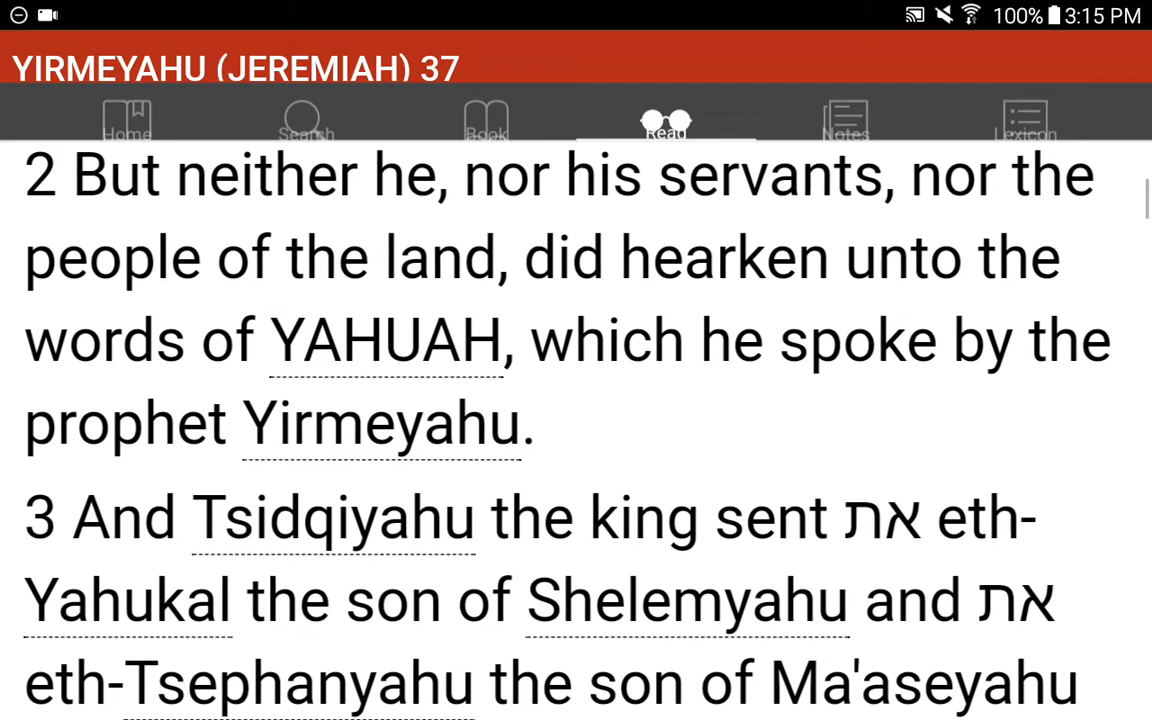 100% 3:15 PM
YIRMEYAHU (JEREMIAH) 37
Home Search Book Read Notes Lexicon
2 But neither he, nor his servants, nor the
people of the land, did hearken unto the
words of YAHUAH, which he spoke by the
prophet Yirmeyahu.
3 And Tsidqiyahu the king sent את eth-
Yahukal the son of Shelemyahu and את
eth-Tsephanyahu the son of Ma'aseyahu